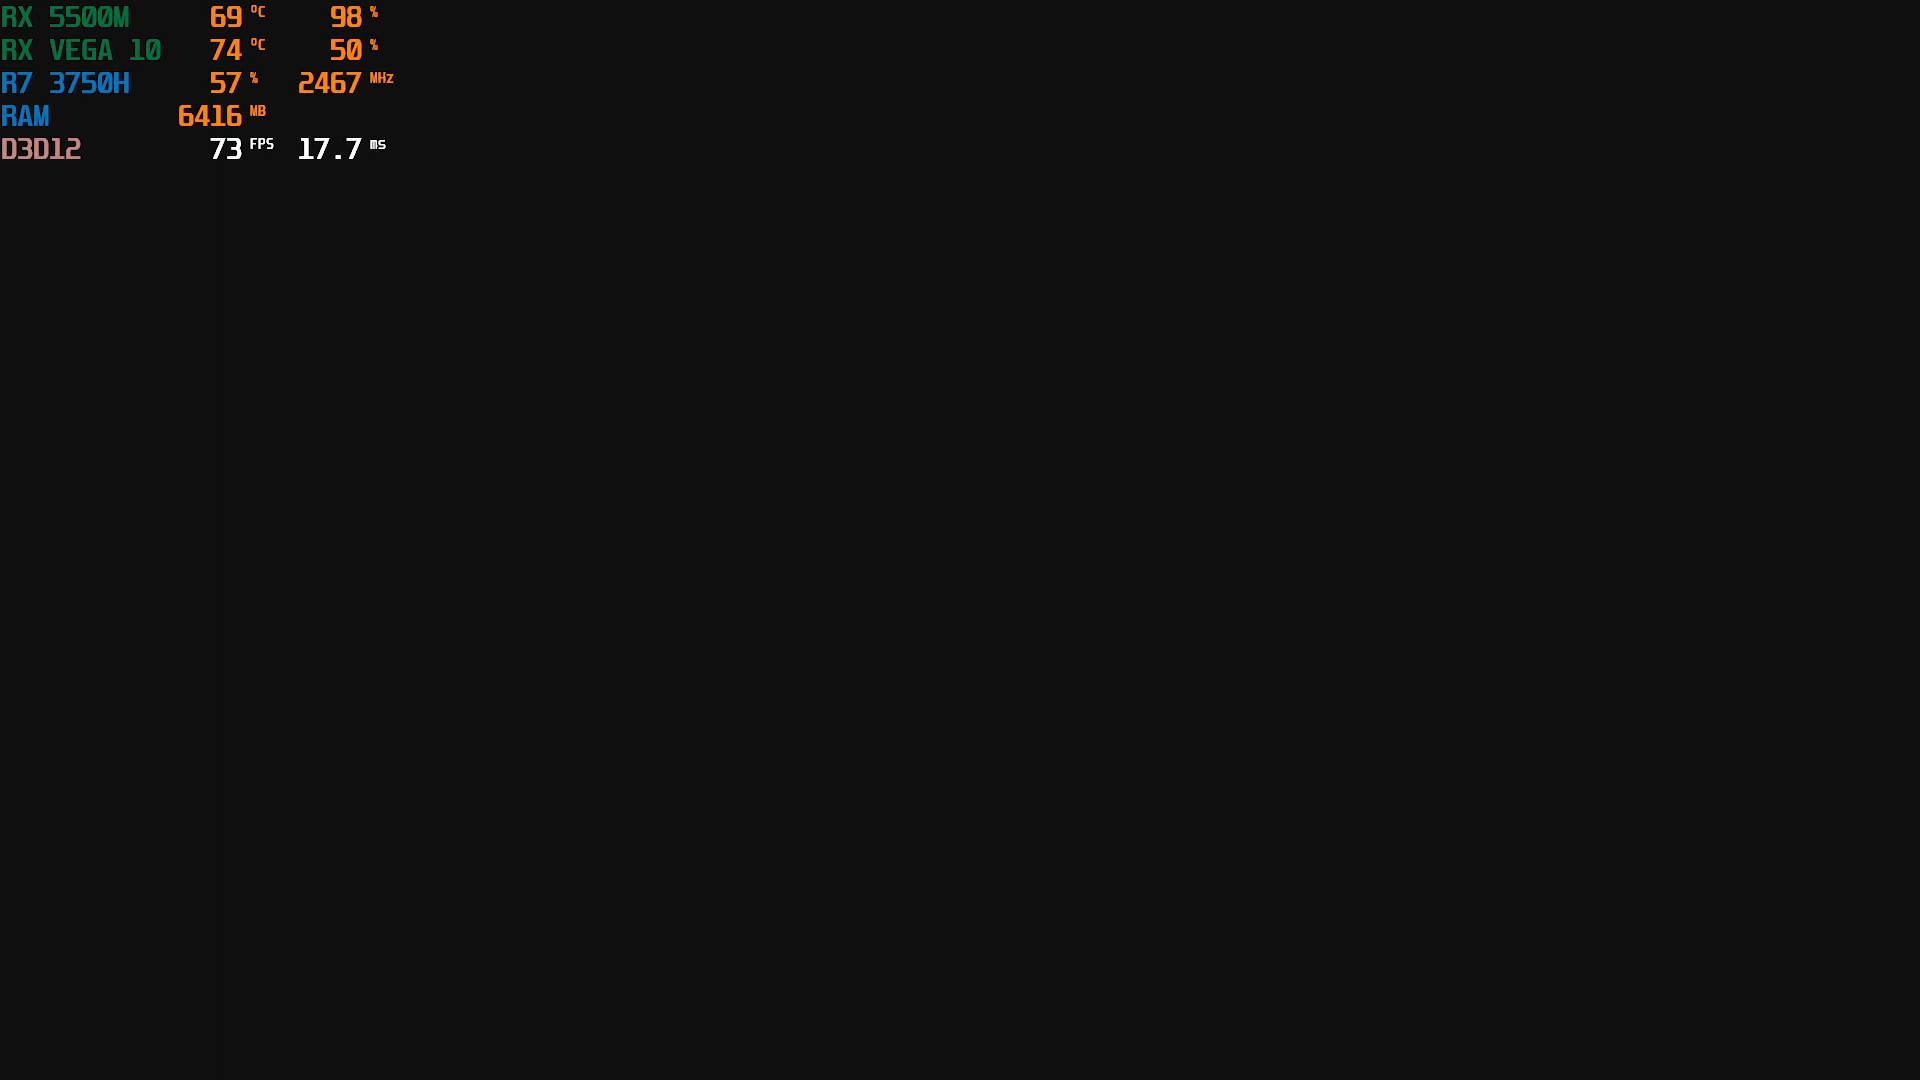 RX 5500M 69 °C 98 %
RX VEGA 10 74 °C 50 %
R7 3750H 57 % 2467 MHz
RAM 6416 MB
D3D12 73 FPS 17.7 ms